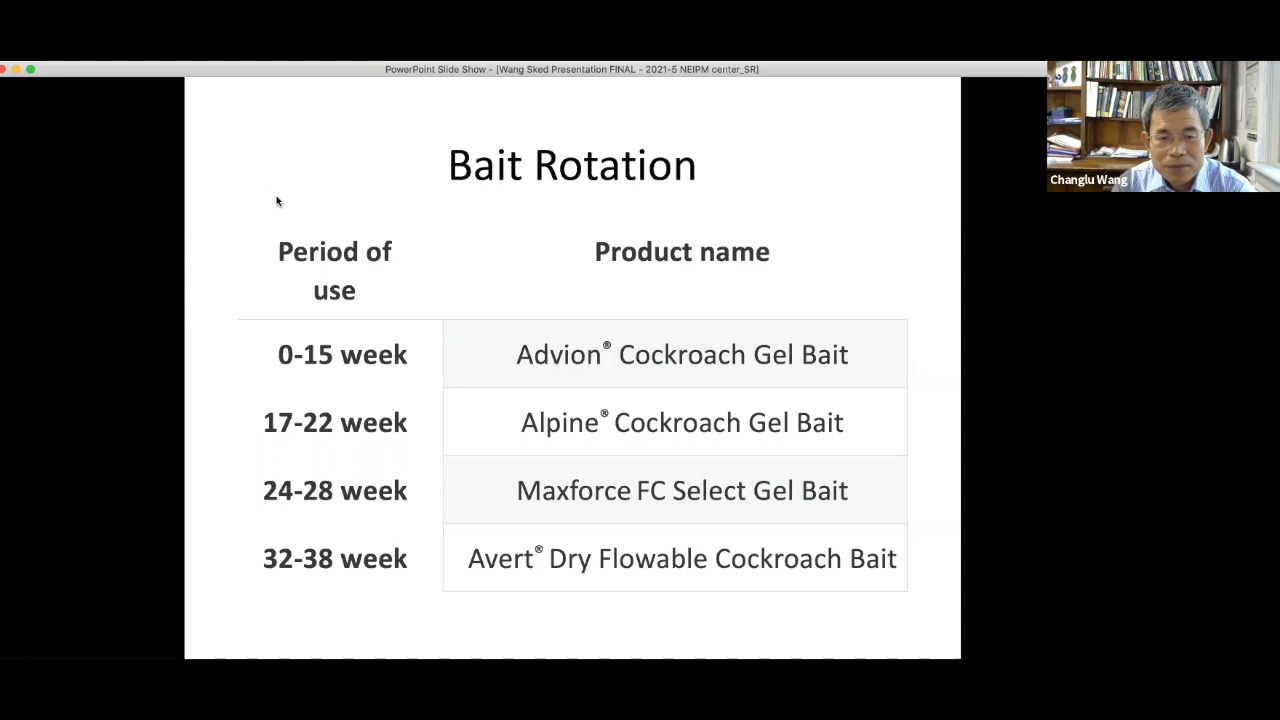 PowerPoint Slide Show - [Wang Sked Presentation FINAL - 2021-5 NEIPM center_SR]
Changlu Wang
Bait Rotation
Period of use
Product name
0-15 week
Advion® Cockroach Gel Bait
17-22 week
Alpine® Cockroach Gel Bait
24-28 week
Maxforce FC Select Gel Bait
32-38 week
Avert® Dry Flowable Cockroach Bait